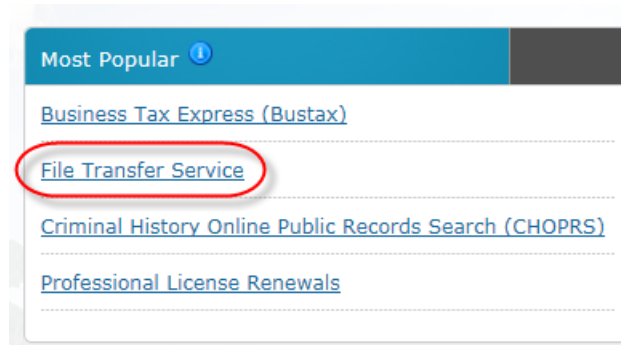 Most Popular
Business Tax Express (Bustax)
File Transfer Service
Criminal History Online Public Records Search (CHOPRS)
Professional License Renewals